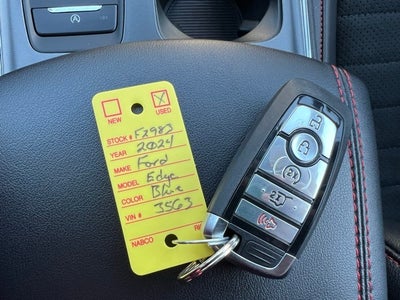 NEW USED
STOCK # FX983
YEAR 2024
MAKE Ford
MODEL Edge
COLOR Blue
VIN # 3563
NABCO